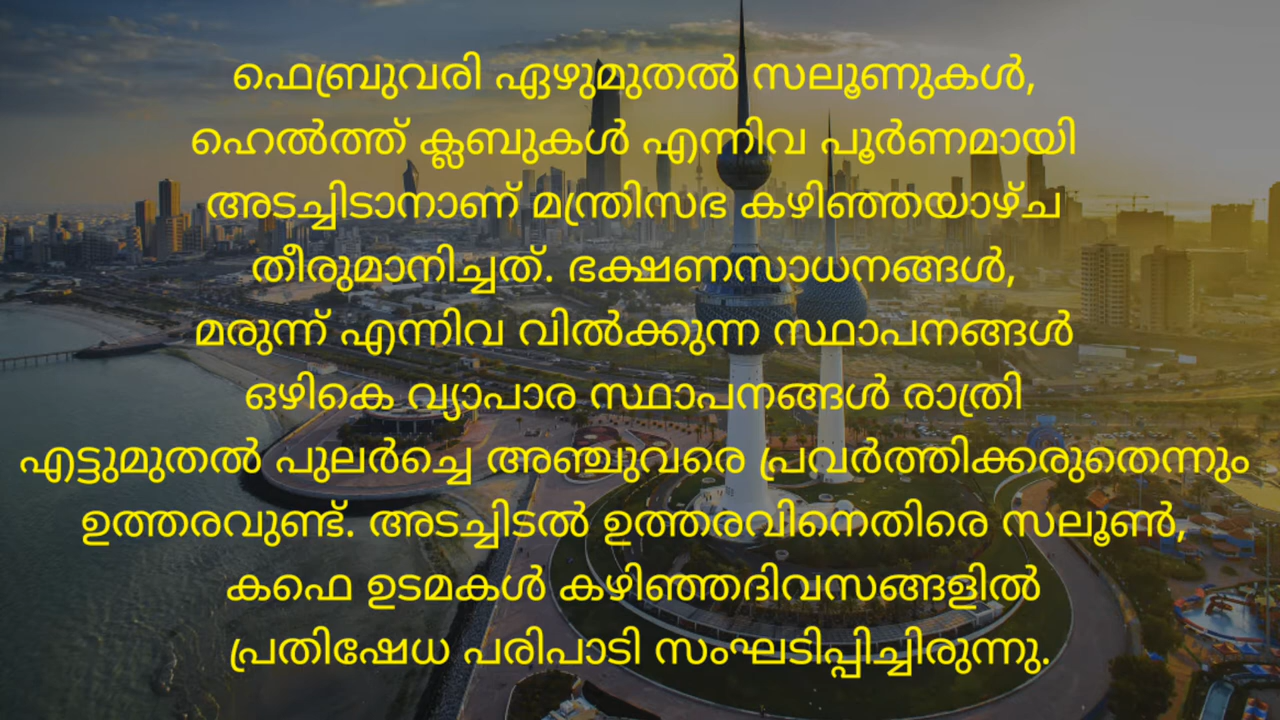 ഫെബ്രുവരി ഏഴുമുതൽ സലൂണുകൾ,
ഹെൽത്ത് ക്ലബുകൾ എന്നിവ പൂർണമായി
അടച്ചിടാനാണ് മന്ത്രിസഭ കഴിഞ്ഞയാഴ്ച
തീരുമാനിച്ചത്. ഭക്ഷണസാധനങ്ങൾ,
മരുന്ന് എന്നിവ വിൽക്കുന്ന സ്ഥാപനങ്ങൾ
ഒഴികെ വ്യാപാര സ്ഥാപനങ്ങൾ രാത്രി
എട്ടുമുതൽ പുലർച്ചെ അഞ്ചുവരെ പ്രവർത്തിക്കരുതെന്നും
ഉത്തരവുണ്ട്. അടച്ചിടൽ ഉത്തരവിനെതിരെ സലൂൺ,
കഫെ ഉടമകൾ കഴിഞ്ഞദിവസങ്ങളിൽ
പ്രതിഷേധ പരിപാടി സംഘടിപ്പിച്ചിരുന്നു.